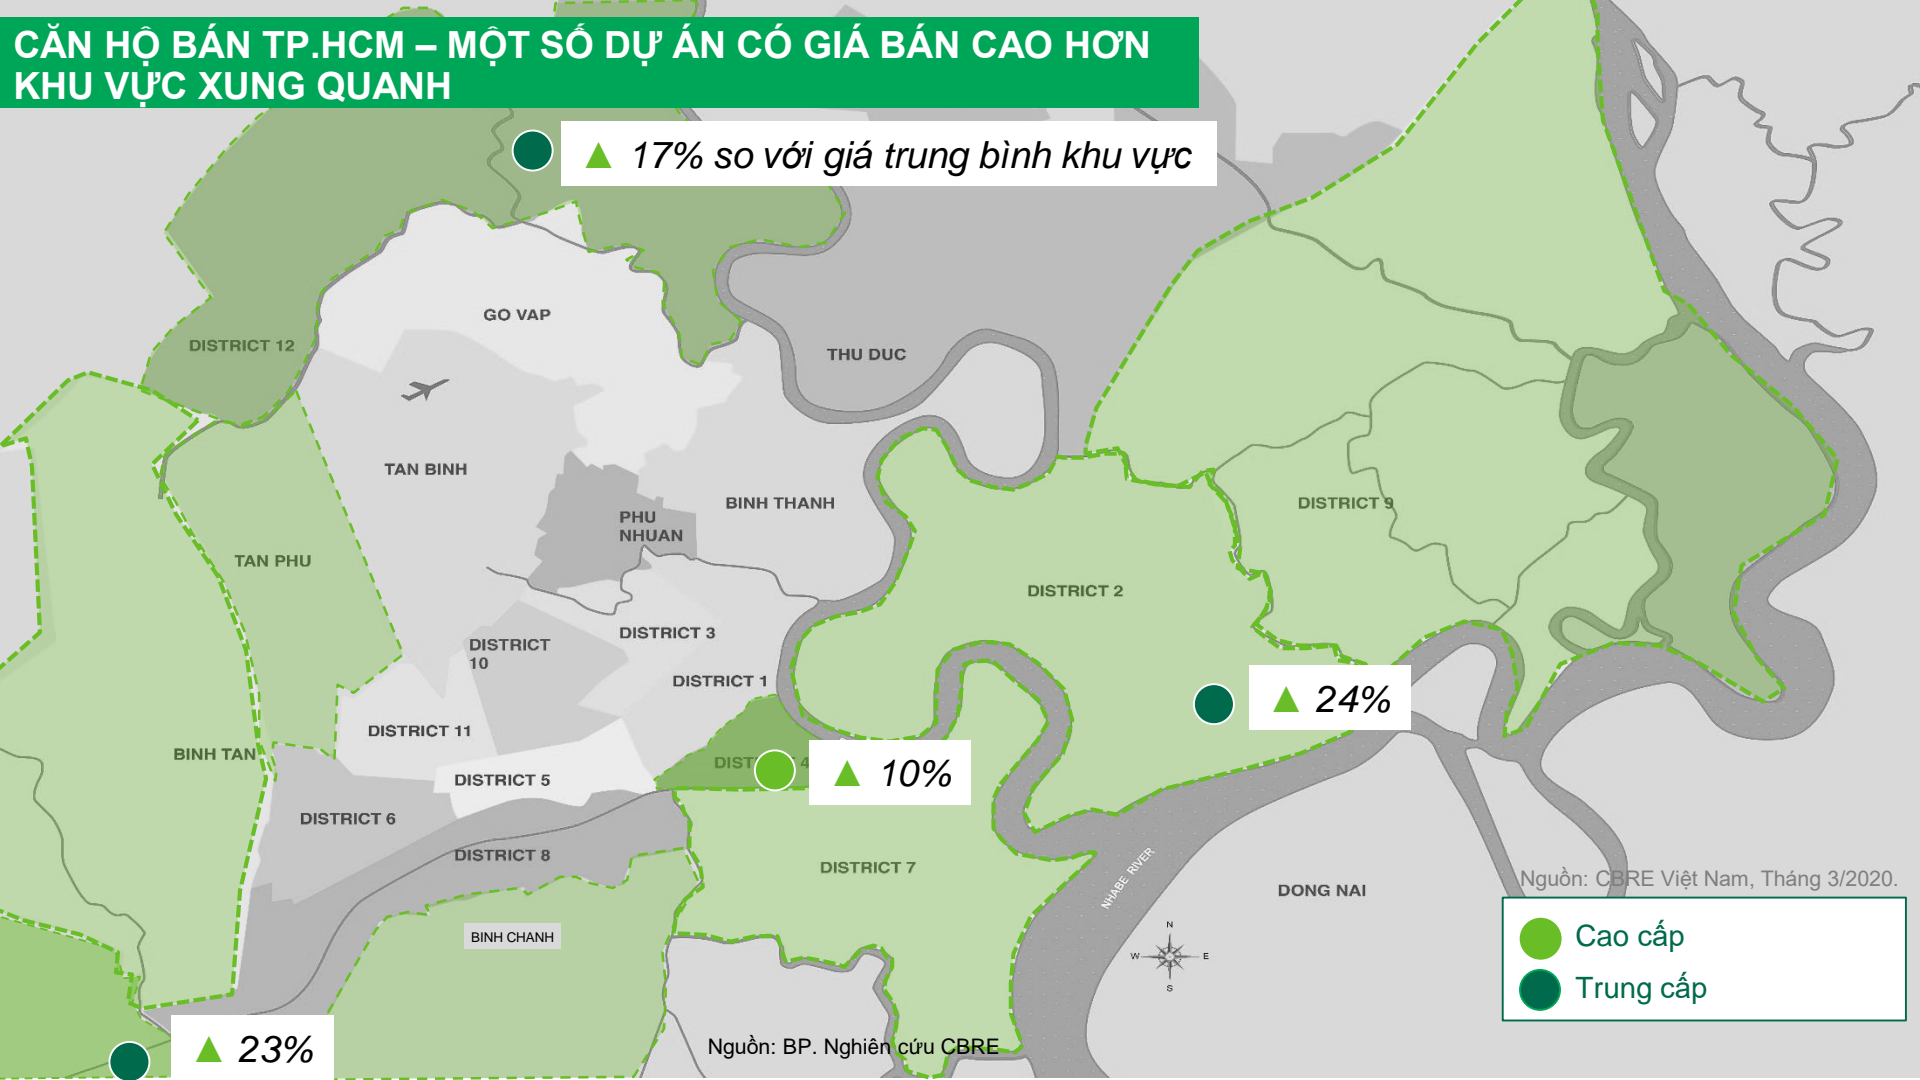 CĂN HỘ BÁN TP.HCM – MỘT SỐ DỰ ÁN CÓ GIÁ BÁN CAO HƠN
KHU VỰC XUNG QUANH
▲ 17% so với giá trung bình khu vực
GO VAP
DISTRICT 12
THU DUC
TAN BINH
BINH THANH
DISTRICT 9
PHU
NHUAN
TAN PHU
DISTRICT 2
DISTRICT 3
DISTRICT
10
DISTRICT 1
▲ 24%
DISTRICT 11
BINH TAN
DIST 4
▲ 10%
DISTRICT 5
DISTRICT 6
DISTRICT 8
DISTRICT 7
NHABE RIVER
DONG NAI
Nguồn: CBRE Việt Nam, Tháng 3/2020.
BINH CHANH
N
W E
S
Cao cấp
Trung cấp
▲ 23%
Nguồn: BP. Nghiên cứu CBRE